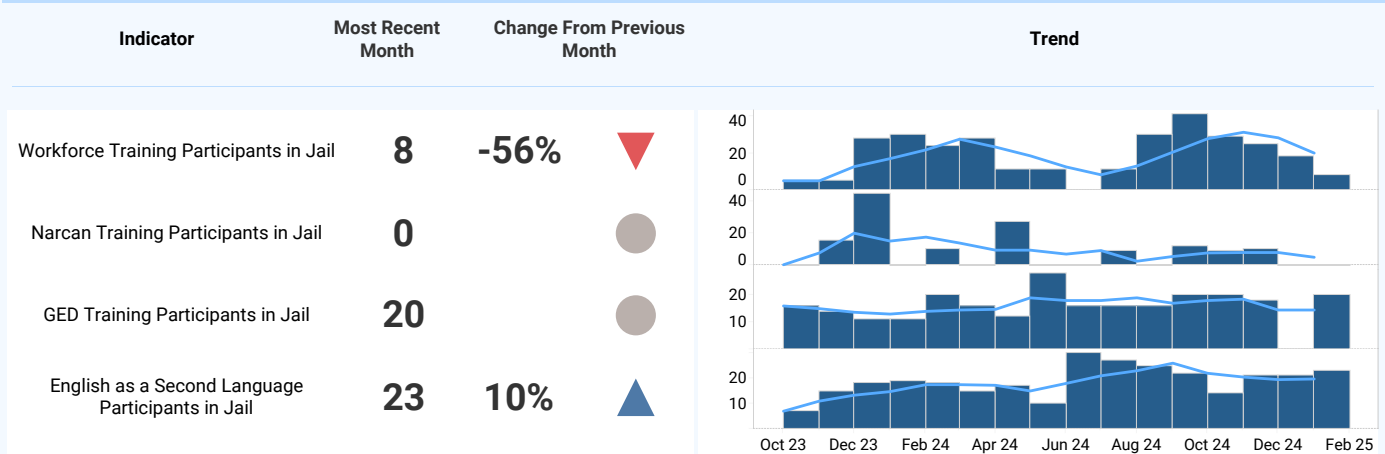 Indicator
Most Recent
Month
Change From Previous
Month
Trend
Workforce Training Participants in Jail
8
-56%
40
20
0
Narcan Training Participants in Jail
0
40
20
0
GED Training Participants in Jail
20
20
10
English as a Second Language
Participants in Jail
23
10%
20
10
Oct 23 Dec 23 Feb 24 Apr 24 Jun 24 Aug 24 Oct 24 Dec 24 Feb 25